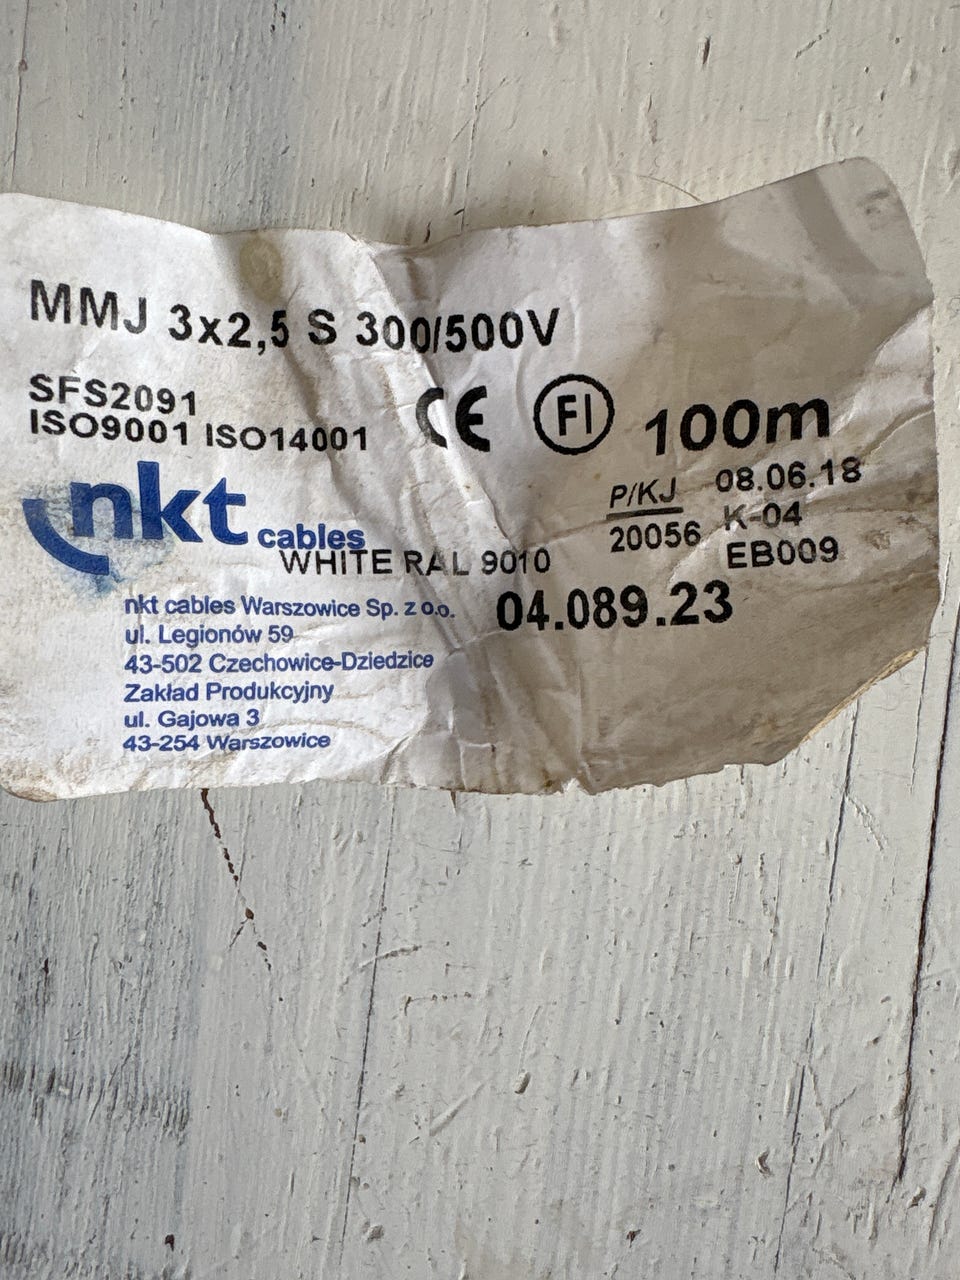 MMJ 3x2,5 S 300/500V
SFS2091
ISO9001 ISO14001 CE FI 100m
nkt cables
WHITE RAL 9010
P/KJ 08.06.18
20056 K-04
EB009
04.089.23
nkt cables Warszowice Sp. z o.o.
ul. Legionów 59
43-502 Czechowice-Dziedzice
Zakład Produkcyjny
ul. Gajowa 3
43-254 Warszowice